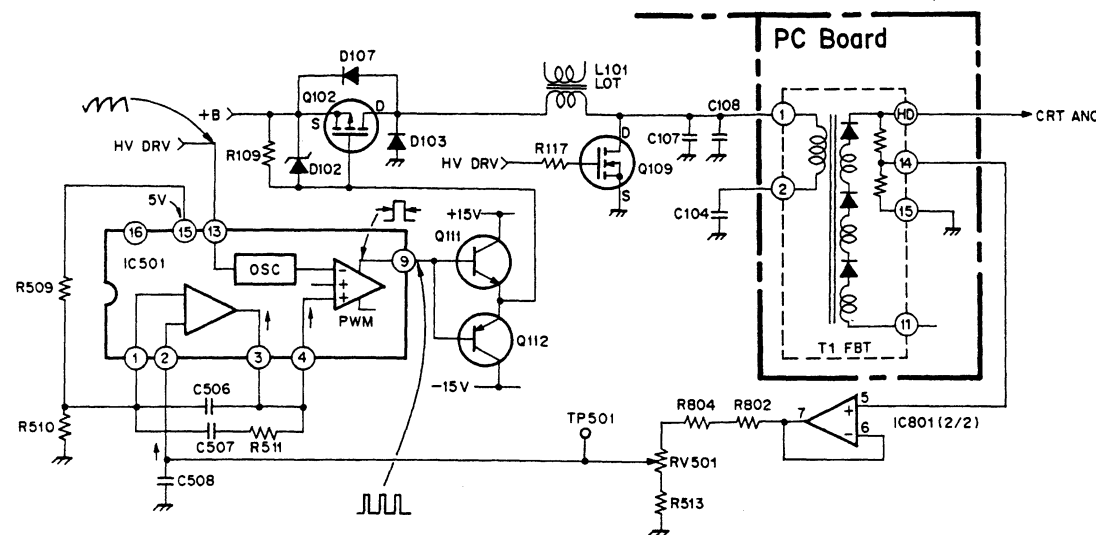 PC Board
D107
L101
LOT
Q102
+B
S
D
D103
C108
C107
1
HD
CRT ANO
HV DRV
R109
D102
HV DRV
R117
D
Q109
S
14
2
C104
15
5V
16
15
13
+15V
Q111
IC501
OSC
9
R509
PWM
Q112
11
T1 FBT
1
2
3
4
-15V
C506
R510
C507
R511
TP501
R804
R802
7
5
6
IC801(2/2)
RV501
C508
R513